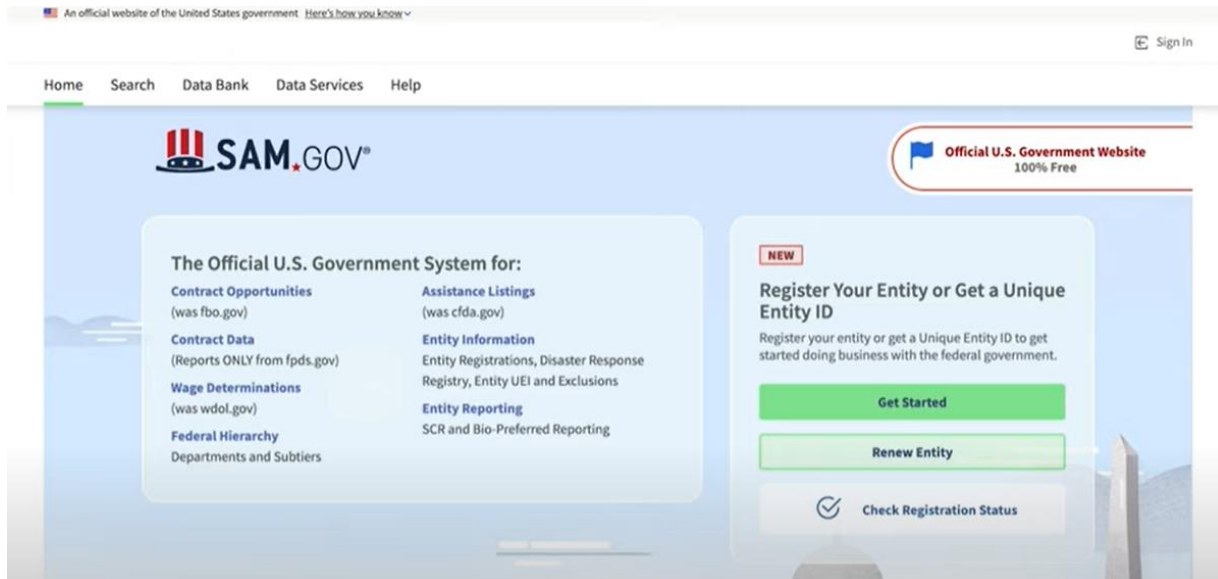 An official website of the United States government Here's how you know
Sign In
Home Search Data Bank Data Services Help
SAM.GOV®
Official U.S. Government Website
100% Free
The Official U.S. Government System for:
Contract Opportunities
(was fbo.gov)
Contract Data
(Reports ONLY from fpds.gov)
Wage Determinations
(was wdol.gov)
Federal Hierarchy
Departments and Subtiers
Assistance Listings
(was cfda.gov)
Entity Information
Entity Registrations, Disaster Response
Registry, Entity UEI and Exclusions
Entity Reporting
SCR and Bio-Preferred Reporting
NEW
Register Your Entity or Get a Unique
Entity ID
Register your entity or get a Unique Entity ID to get
started doing business with the federal government.
Get Started
Renew Entity
Check Registration Status